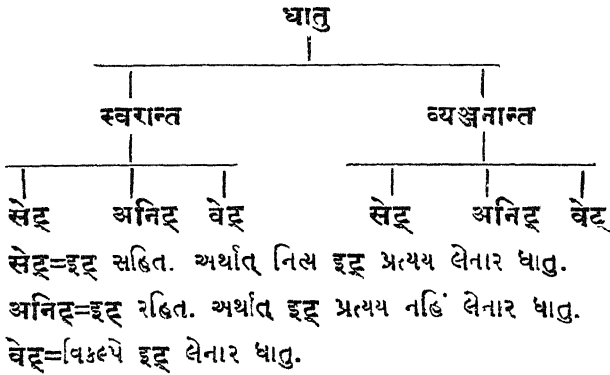 धातु
स्वरान्त व्यञ्जनान्त
सेट् अनिट् वेट् सेट् अनिट् वेट्
सेट्=इट् સહિત. અર્થાત્ નિત્ય इट् પ્રત્યય લેનાર ધાતુ.
अनिट्=इट् રહિત. અર્થાત્ इट् પ્રત્યય નહિં લેનાર ધાતુ.
वेट्=વિકલ્પે इट् લેનાર ધાતુ.